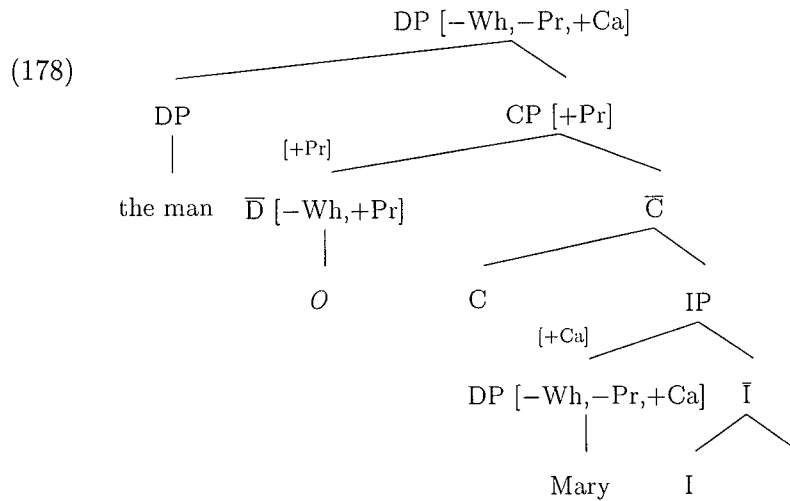 DP [−Wh,−Pr,+Ca]
(178)
DP CP [+Pr]
[+Pr]
the man D̅ [−Wh,+Pr] C̅
O C IP
[+Ca]
DP [−Wh,−Pr,+Ca] Ī
Mary I